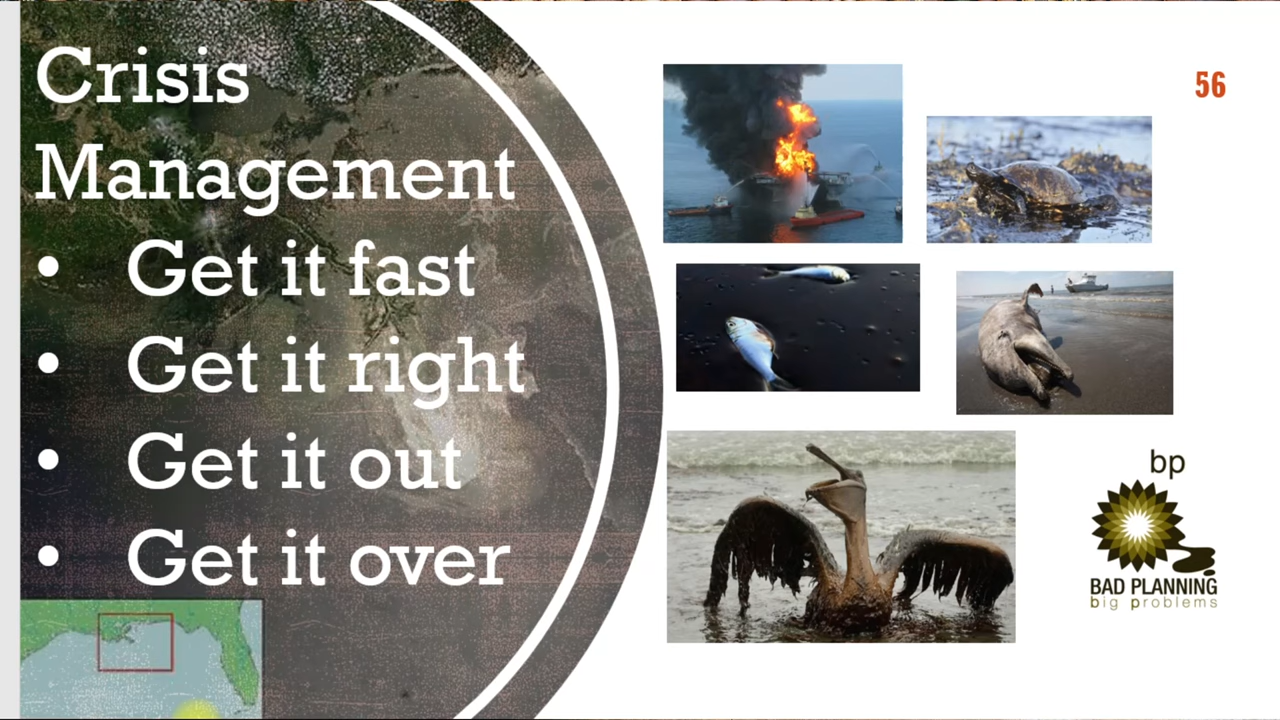 Crisis
Management
• Get it fast
• Get it right
• Get it out
• Get it over
56
bp
BAD PLANNING
big problems